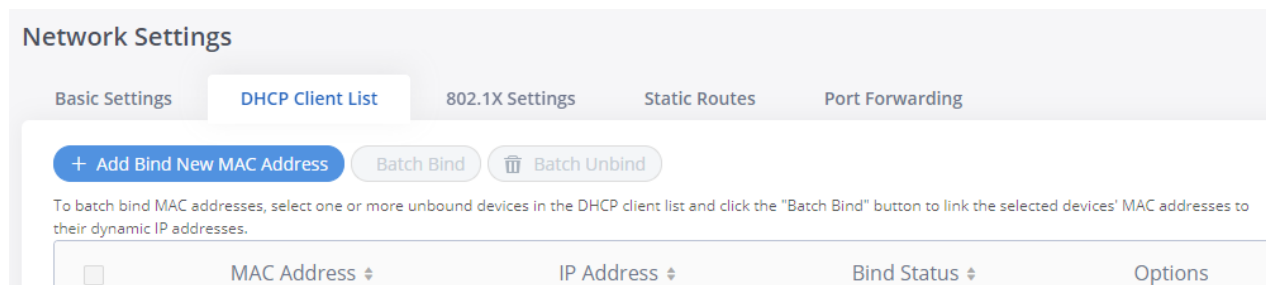 Network Settings
Basic Settings DHCP Client List 802.1X Settings Static Routes Port Forwarding
+ Add Bind New MAC Address Batch Bind Batch Unbind
To batch bind MAC addresses, select one or more unbound devices in the DHCP client list and click the "Batch Bind" button to link the selected devices' MAC addresses to
their dynamic IP addresses.
MAC Address IP Address Bind Status Options